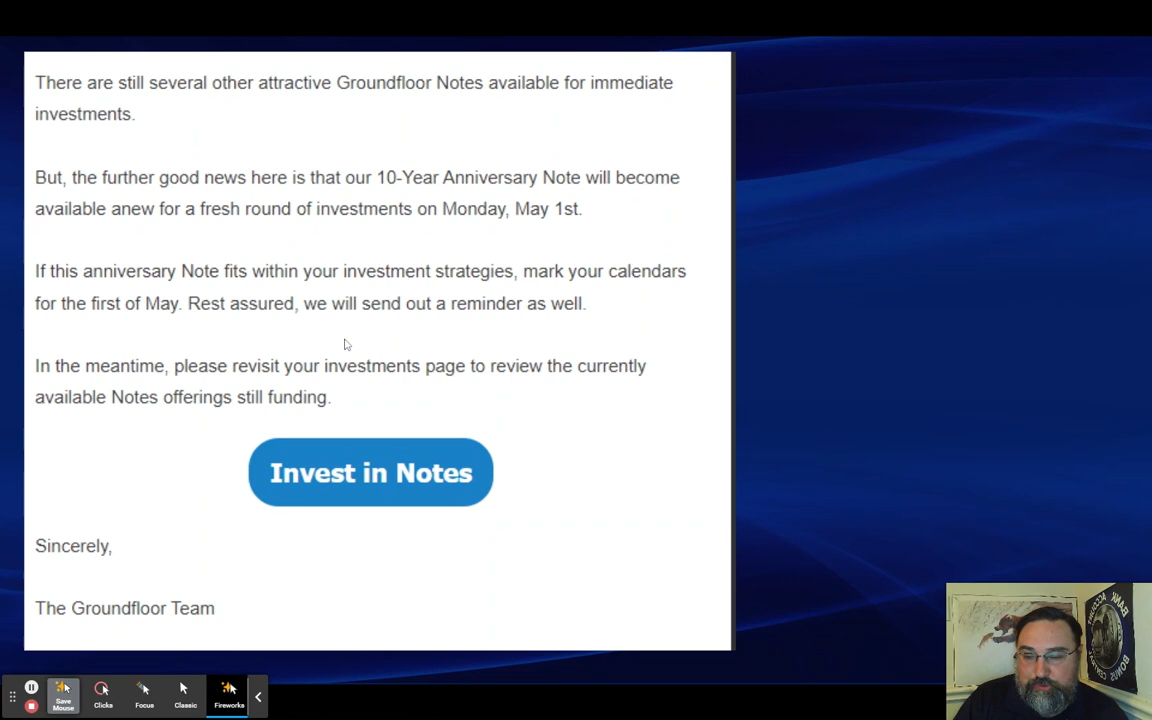 There are still several other attractive Groundfloor Notes available for immediate
investments.
But, the further good news here is that our 10-Year Anniversary Note will become
available anew for a fresh round of investments on Monday, May 1st.
If this anniversary Note fits within your investment strategies, mark your calendars
for the first of May. Rest assured, we will send out a reminder as well.
In the meantime, please revisit your investments page to review the currently
available Notes offerings still funding.
Invest in Notes
Sincerely,
The Groundfloor Team
BANK ACCOUNT
BONUS CENTRAL
Save
Mouse
Clicks
Focus
Classic
Fireworks